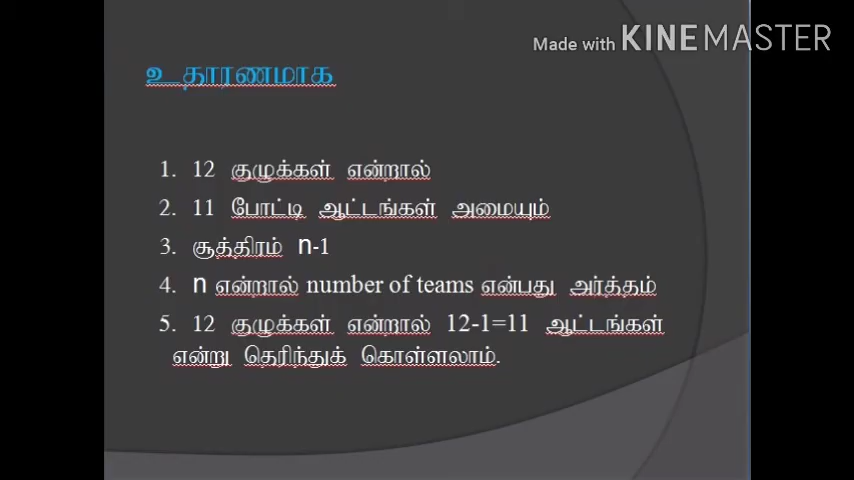 Made with KINEMASTER
உதாரணமாக
1. 12 குழுக்கள் என்றால்
2. 11 போட்டி ஆட்டங்கள் அமையும்
3. சூத்திரம் n-1
4. n என்றால் number of teams என்பது அர்த்தம்
5. 12 குழுக்கள் என்றால் 12-1=11 ஆட்டங்கள்
என்று தெரிந்துக் கொள்ளலாம்.